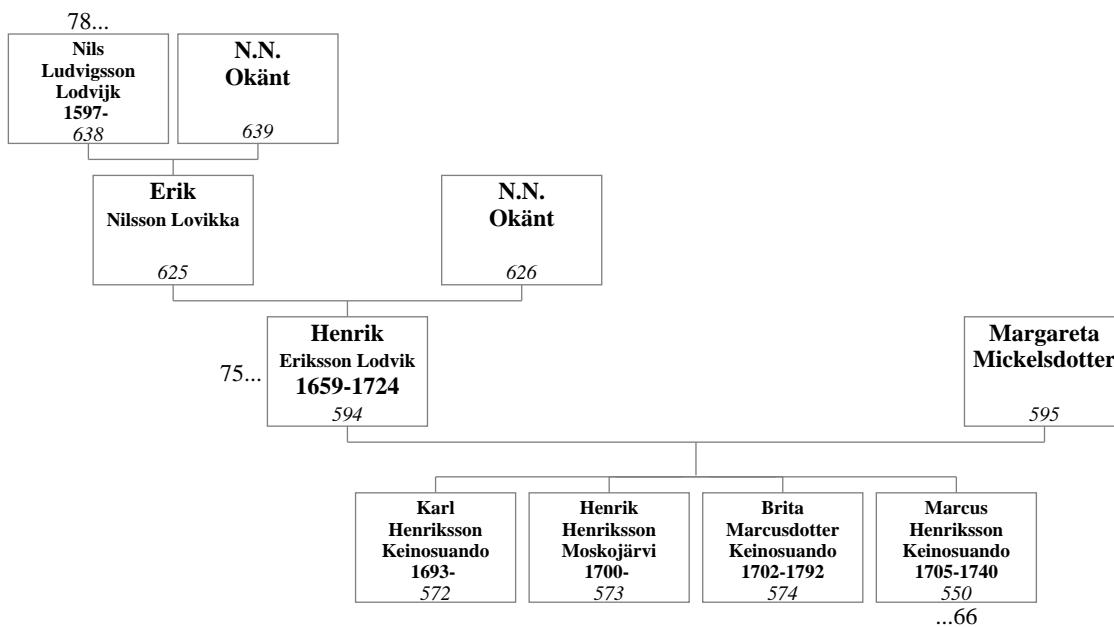 78...
Nils
Ludvigsson
Lodvijk
1597-
638
N.N.
Okänt
639
Erik
Nilsson Lovikka
625
N.N.
Okänt
626
75...
Henrik
Eriksson Lodvik
1659-1724
594
Margareta
Mickelsdotter
595
Karl
Henriksson
Keinosuando
1693-
572
Henrik
Henriksson
Moskojärvi
1700-
573
Brita
Marcusdotter
Keinosuando
1702-1792
574
Marcus
Henriksson
Keinosuando
1705-1740
550
...66